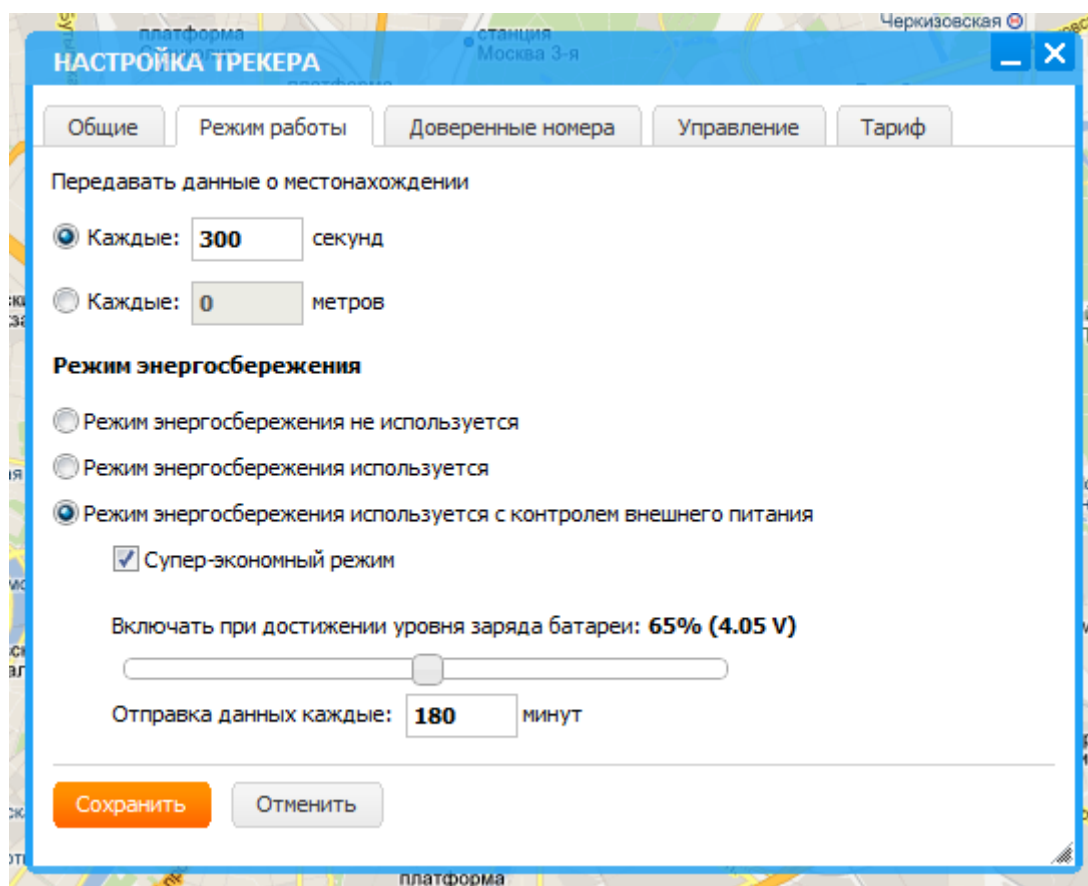 платформа
станция
Москва 3-я
Черкизовская
НАСТРОЙКА ТРЕКЕРА
Общие Режим работы Доверенные номера Управление Тариф
Передавать данные о местонахождении
Каждые: 300 секунд
Каждые: 0 метров
Режим энергосбережения
Режим энергосбережения не используется
Режим энергосбережения используется
Режим энергосбережения используется с контролем внешнего питания
Супер-экономный режим
Включать при достижении уровня заряда батареи: 65% (4.05 V)
Отправка данных каждые: 180 минут
Сохранить Отменить
платформа